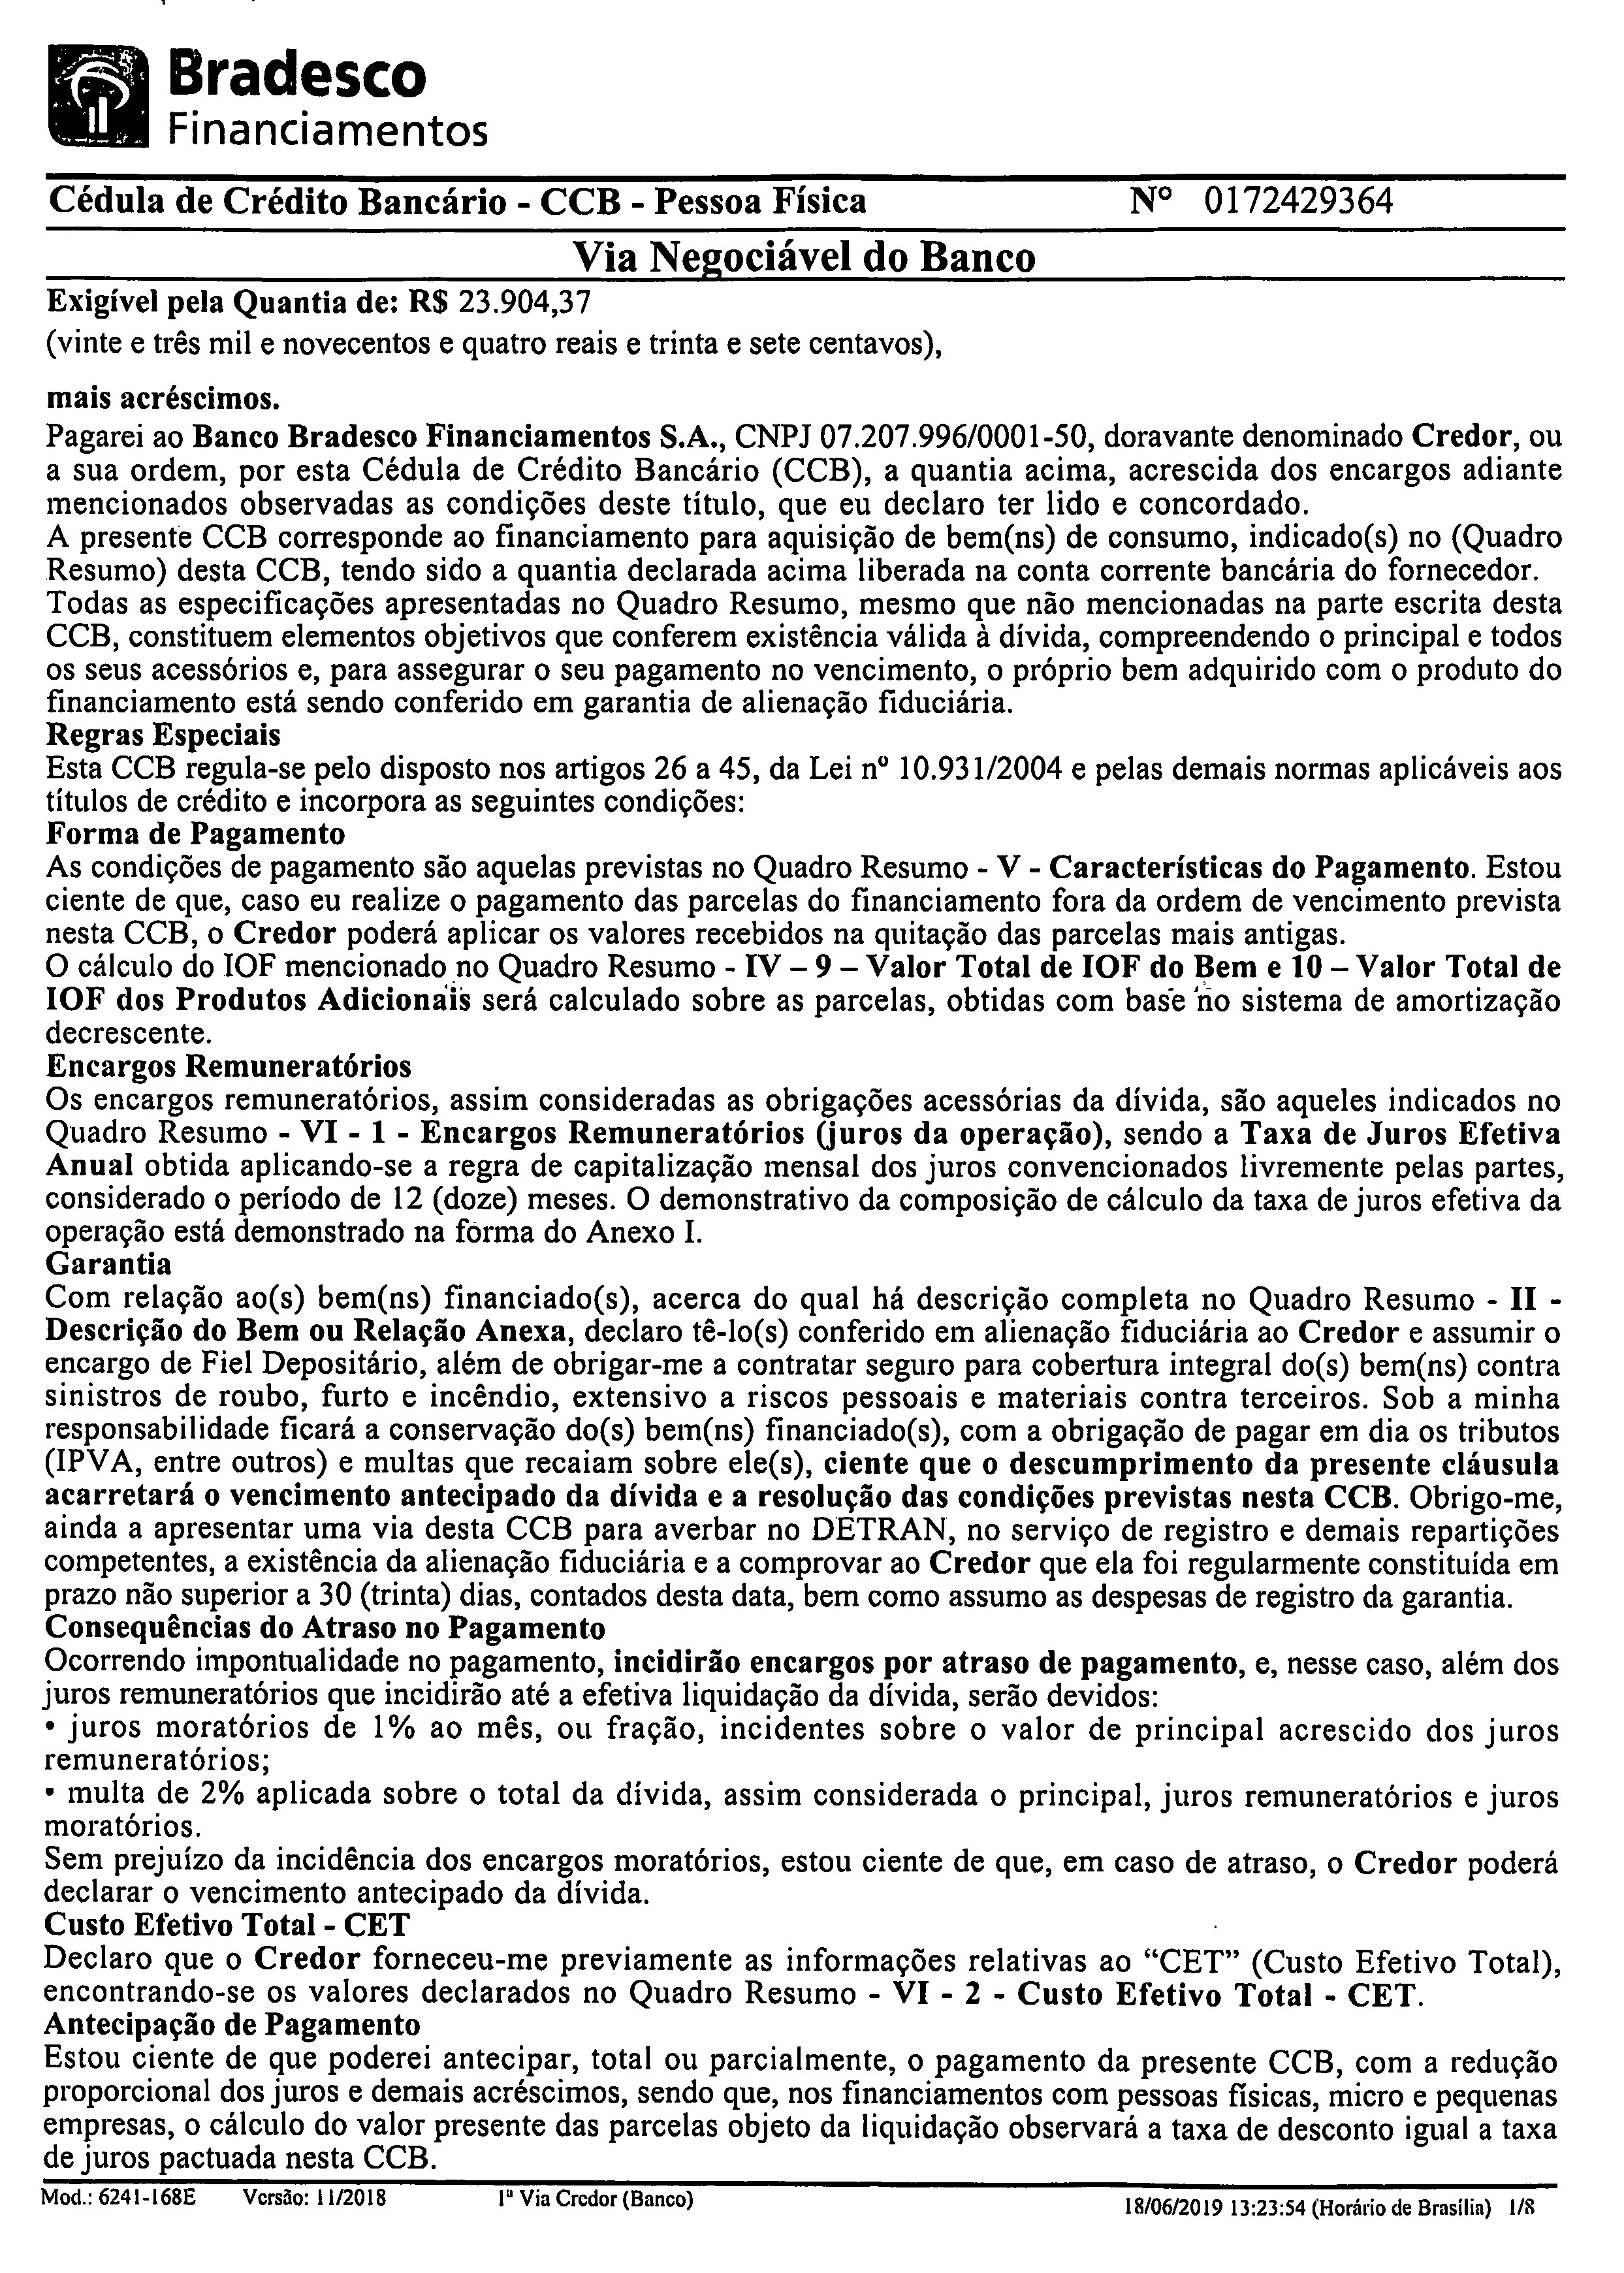 Bradesco
Financiamentos
Cédula de Crédito Bancário - CCB - Pessoa Física Nº 0172429364
Via Negociável do Banco
Exigível pela Quantia de: R$ 23.904,37
(vinte e três mil e novecentos e quatro reais e trinta e sete centavos),
mais acréscimos.
Pagarei ao Banco Bradesco Financiamentos S.A., CNPJ 07.207.996/0001-50, doravante denominado Credor, ou
a sua ordem, por esta Cédula de Crédito Bancário (CCB), a quantia acima, acrescida dos encargos adiante
mencionados observadas as condições deste título, que eu declaro ter lido e concordado.
A presente CCB corresponde ao financiamento para aquisição de bem(ns) de consumo, indicado(s) no (Quadro
Resumo) desta CCB, tendo sido a quantia declarada acima liberada na conta corrente bancária do fornecedor.
Todas as especificações apresentadas no Quadro Resumo, mesmo que não mencionadas na parte escrita desta
CCB, constituem elementos objetivos que conferem existência válida à dívida, compreendendo o principal e todos
os seus acessórios e, para assegurar o seu pagamento no vencimento, o próprio bem adquirido com o produto do
financiamento está sendo conferido em garantia de alienação fiduciária.
Regras Especiais
Esta CCB regula-se pelo disposto nos artigos 26 a 45, da Lei nº 10.931/2004 e pelas demais normas aplicáveis aos
títulos de crédito e incorpora as seguintes condições:
Forma de Pagamento
As condições de pagamento são aquelas previstas no Quadro Resumo - V - Características do Pagamento. Estou
ciente de que, caso eu realize o pagamento das parcelas do financiamento fora da ordem de vencimento prevista
nesta CCB, o Credor poderá aplicar os valores recebidos na quitação das parcelas mais antigas.
O cálculo do IOF mencionado no Quadro Resumo - IV – 9 – Valor Total de IOF do Bem e 10 – Valor Total de
IOF dos Produtos Adicionais será calculado sobre as parcelas, obtidas com base no sistema de amortização
decrescente.
Encargos Remuneratórios
Os encargos remuneratórios, assim consideradas as obrigações acessórias da dívida, são aqueles indicados no
Quadro Resumo - VI - 1 - Encargos Remuneratórios (juros da operação), sendo a Taxa de Juros Efetiva
Anual obtida aplicando-se a regra de capitalização mensal dos juros convencionados livremente pelas partes,
considerado o período de 12 (doze) meses. O demonstrativo da composição de cálculo da taxa de juros efetiva da
operação está demonstrado na forma do Anexo I.
Garantia
Com relação ao(s) bem(ns) financiado(s), acerca do qual há descrição completa no Quadro Resumo - II -
Descrição do Bem ou Relação Anexa, declaro tê-lo(s) conferido em alienação fiduciária ao Credor e assumir o
encargo de Fiel Depositário, além de obrigar-me a contratar seguro para cobertura integral do(s) bem(ns) contra
sinistros de roubo, furto e incêndio, extensivo a riscos pessoais e materiais contra terceiros. Sob a minha
responsabilidade ficará a conservação do(s) bem(ns) financiado(s), com a obrigação de pagar em dia os tributos
(IPVA, entre outros) e multas que recaiam sobre ele(s), ciente que o descumprimento da presente cláusula
acarretará o vencimento antecipado da dívida e a resolução das condições previstas nesta CCB. Obrigo-me,
ainda a apresentar uma via desta CCB para averbar no DETRAN, no serviço de registro e demais repartições
competentes, a existência da alienação fiduciária e a comprovar ao Credor que ela foi regularmente constituída em
prazo não superior a 30 (trinta) dias, contados desta data, bem como assumo as despesas de registro da garantia.
Consequências do Atraso no Pagamento
Ocorrendo impontualidade no pagamento, incidirão encargos por atraso de pagamento, e, nesse caso, além dos
juros remuneratórios que incidirão até a efetiva liquidação da dívida, serão devidos:
• juros moratórios de 1% ao mês, ou fração, incidentes sobre o valor de principal acrescido dos juros
remuneratórios;
• multa de 2% aplicada sobre o total da dívida, assim considerada o principal, juros remuneratórios e juros
moratórios.
Sem prejuízo da incidência dos encargos moratórios, estou ciente de que, em caso de atraso, o Credor poderá
declarar o vencimento antecipado da dívida.
Custo Efetivo Total - CET
Declaro que o Credor forneceu-me previamente as informações relativas ao “CET” (Custo Efetivo Total),
encontrando-se os valores declarados no Quadro Resumo - VI - 2 - Custo Efetivo Total - CET.
Antecipação de Pagamento
Estou ciente de que poderei antecipar, total ou parcialmente, o pagamento da presente CCB, com a redução
proporcional dos juros e demais acréscimos, sendo que, nos financiamentos com pessoas físicas, micro e pequenas
empresas, o cálculo do valor presente das parcelas objeto da liquidação observará a taxa de desconto igual a taxa
de juros pactuada nesta CCB.
Mod.: 6241-168E Versão: 11/2018 1ª Via Credor (Banco) 18/06/2019 13:23:54 (Horário de Brasília) 1/8